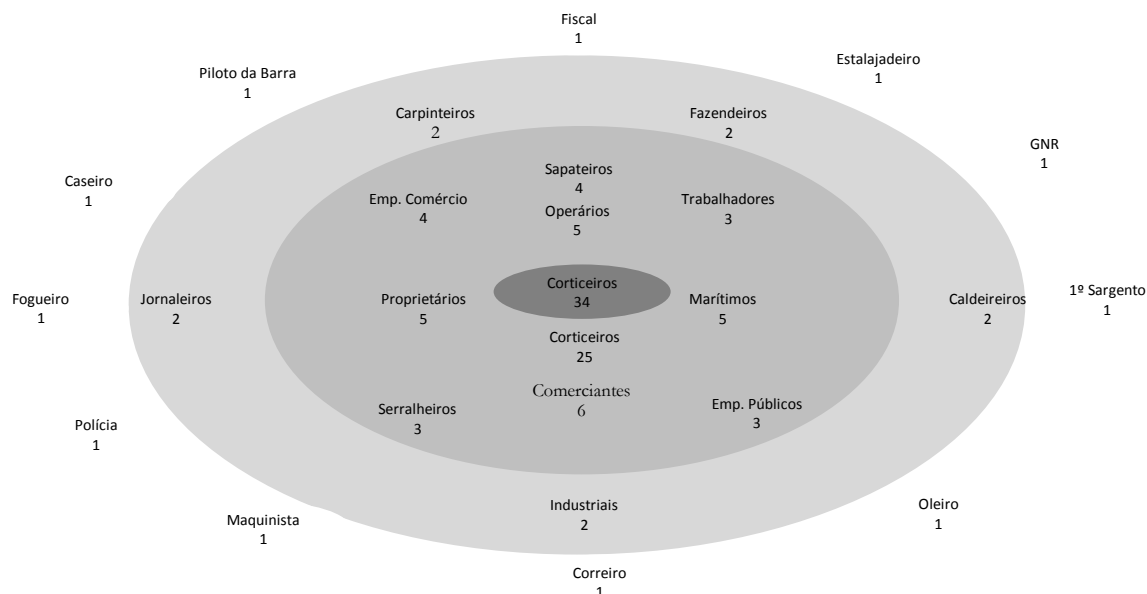 Fiscal
1
Estalajadeiro
1
Piloto da Barra
1
Carpinteiros
2
Fazendeiros
2
GNR
1
Sapateiros
4
Caseiro
1
Emp. Comércio
4
Operários
5
Trabalhadores
3
Corticeiros
34
Fogueiro
1
Jornaleiros
2
Proprietários
5
Marítimos
5
Caldeireiros
2
1º Sargento
1
Corticeiros
25
Comerciantes
6
Serralheiros
3
Emp. Públicos
3
Polícia
1
Industriais
2
Oleiro
1
Maquinista
1
Correiro
1